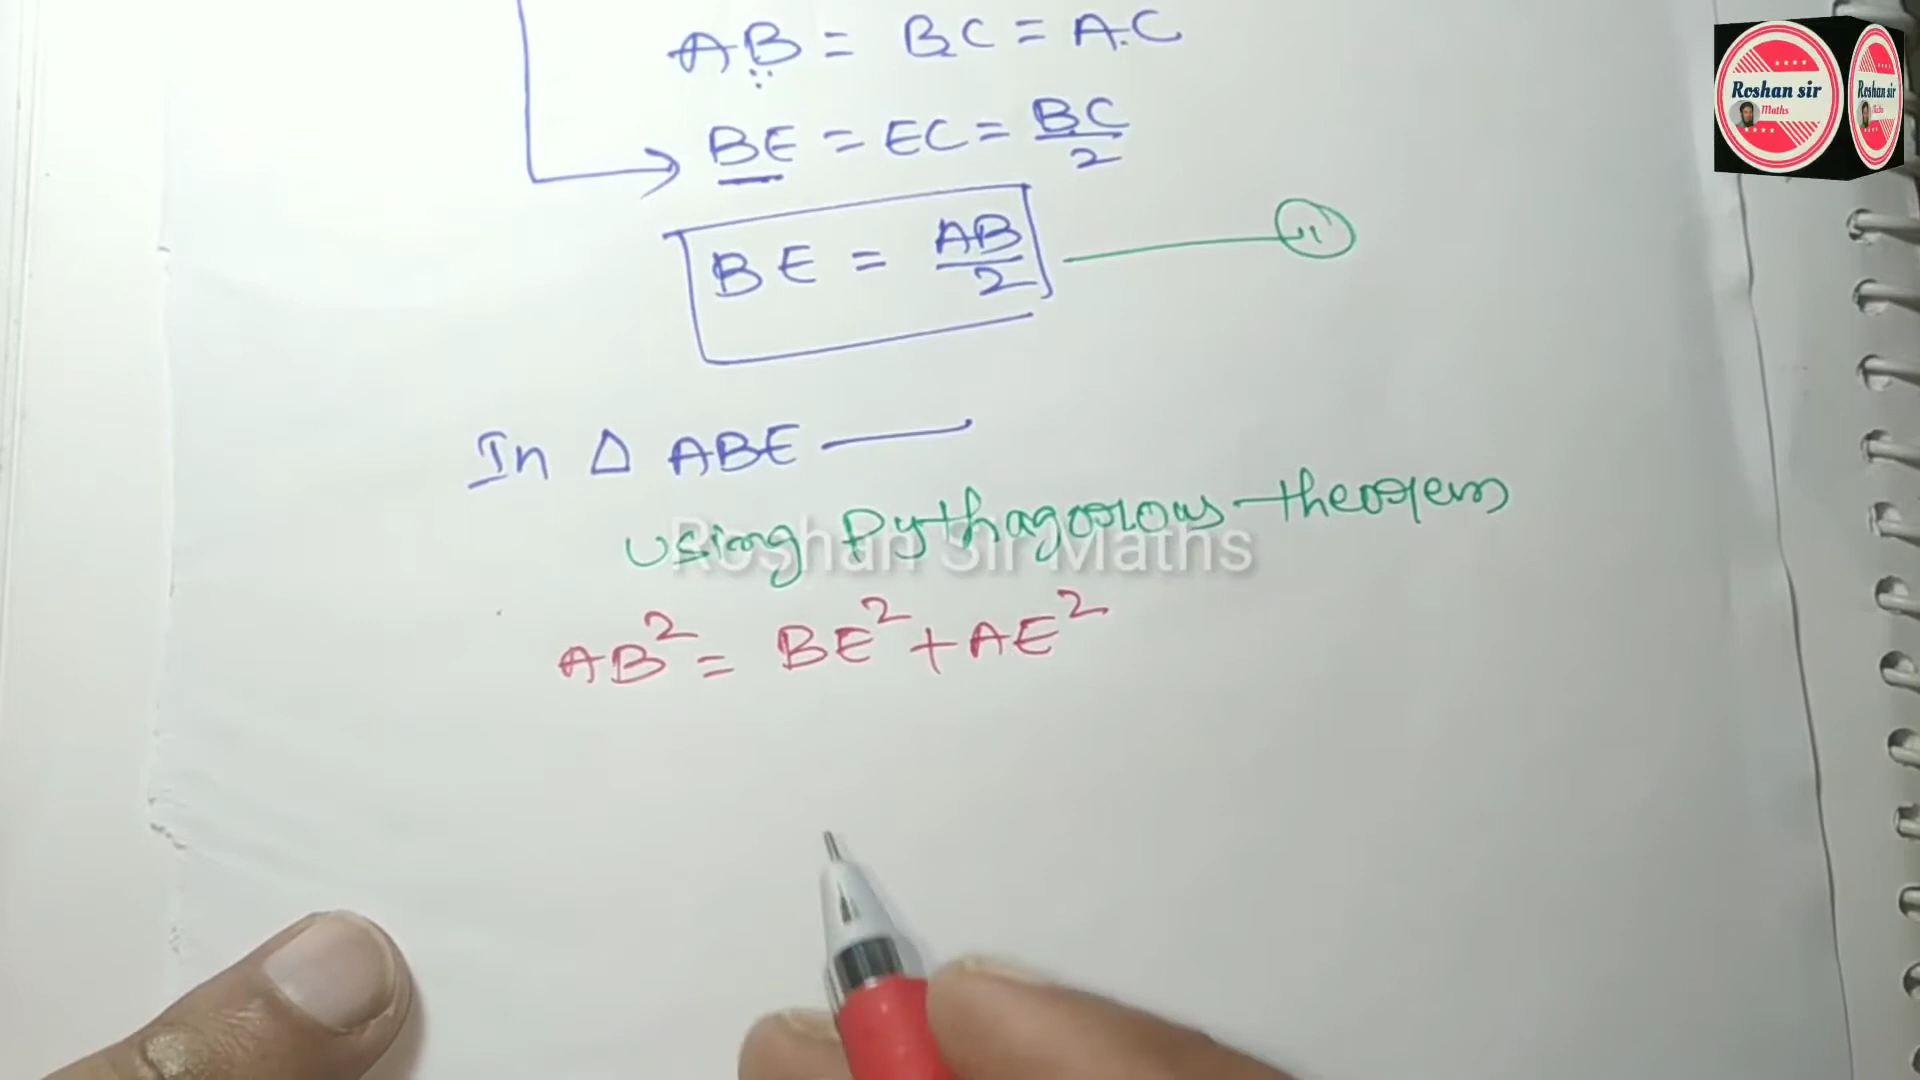 AB = BC = AC
BE = EC = BC/2
BE = AB/2 — (ii)
In Δ ABE —
using Pythagorous theorem
AB² = BE² + AE²
Roshan Sir Maths
Roshan sir
Maths
Roshan sir